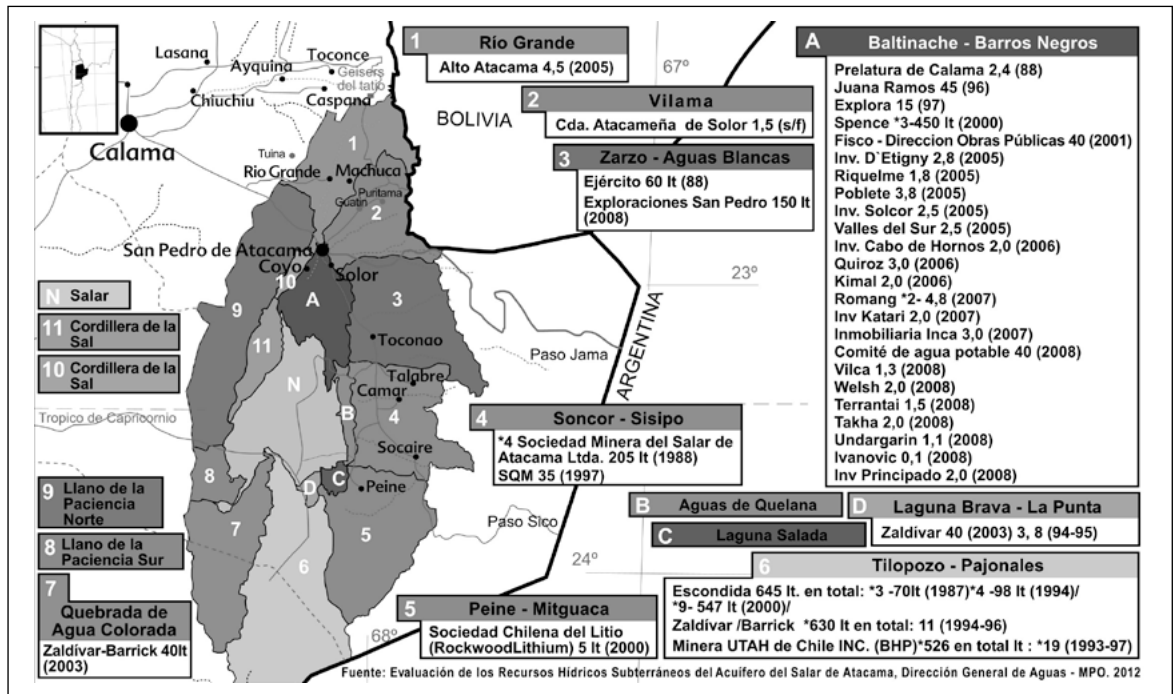 Lasana
Toconce
Ayquina
Geisers
del tatio
Chiuchiu
Caspana
Calama
Tuina
Rio Grande
Machuca
Puritama
Guatin
San Pedro de Atacama
Coyo
Solor
Toconao
Talabre
Camar
Socaire
Peine
BOLIVIA
ARGENTINA
Paso Jama
Paso Sico
Tropico de Capricornio
67º
23º
24º
68º
1
2
3
4
5
6
7
8
9
10
11
A
B
C
D
N
1 Río Grande
Alto Atacama 4,5 (2005)
2 Vilama
Cda. Atacameña de Solor 1,5 (s/f)
3 Zarzo - Aguas Blancas
Ejército 60 lt (88)
Exploraciones San Pedro 150 lt
(2008)
A Baltinache - Barros Negros
Prelatura de Calama 2,4 (88)
Juana Ramos 45 (96)
Explora 15 (97)
Spence *3-450 lt (2000)
Fisco - Direccion Obras Públicas 40 (2001)
Inv. D`Etigny 2,8 (2005)
Riquelme 1,8 (2005)
Poblete 3,8 (2005)
Inv. Solcor 2,5 (2005)
Valles del Sur 2,5 (2005)
Inv. Cabo de Hornos 2,0 (2006)
Quiroz 3,0 (2006)
Kimal 2,0 (2006)
Romang *2- 4,8 (2007)
Inv Katari 2,0 (2007)
Inmobiliaria Inca 3,0 (2007)
Comité de agua potable 40 (2008)
Vilca 1,3 (2008)
Welsh 2,0 (2008)
Terrantai 1,5 (2008)
Takha 2,0 (2008)
Undargarin 1,1 (2008)
Ivanovic 0,1 (2008)
Inv Principado 2,0 (2008)
N Salar
11 Cordillera de la
Sal
10 Cordillera de la
Sal
4 Soncor - Sisipo
*4 Sociedad Minera del Salar de
Atacama Ltda. 205 lt (1988)
SQM 35 (1997)
9 Llano de la
Paciencia
Norte
8 Llano de la
Paciencia Sur
7
Quebrada de
Agua Colorada
Zaldívar-Barrick 40lt
(2003)
B Aguas de Quelana
C Laguna Salada
D Laguna Brava - La Punta
Zaldivar 40 (2003) 3, 8 (94-95)
6 Tilopozo - Pajonales
Escondida 645 lt. en total: *3 -70lt (1987)*4 -98 lt (1994)/
*9- 547 lt (2000)/
Zaldívar /Barrick *630 lt en total: 11 (1994-96)
Minera UTAH de Chile INC. (BHP)*526 en total lt : *19 (1993-97)
5 Peine - Mitguaca
Sociedad Chilena del Litio
(RockwoodLithium) 5 lt (2000)
Fuente: Evaluación de los Recursos Hídricos Subterráneos del Acuífero del Salar de Atacama, Dirección General de Aguas - MPO. 2012